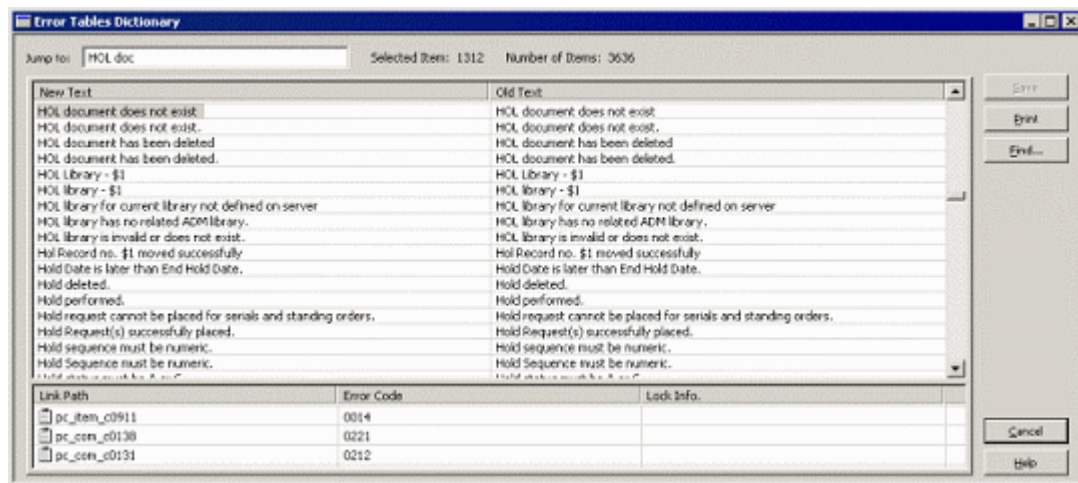 Error Tables Dictionary
Jump to: HOL doc Selected Item: 1312 Number of Items: 3636
New Text Old Text
HOL document does not exist HOL document does not exist
HOL document does not exist. HOL document does not exist.
HOL document has been deleted HOL document has been deleted
HOL document has been deleted. HOL document has been deleted.
HOL Library - $1 HOL Library - $1
HOL library - $1 HOL library - $1
HOL library for current library not defined on server HOL library for current library not defined on server
HOL library has no related ADM library. HOL library has no related ADM library.
HOL library is invalid or does not exist. HOL library is invalid or does not exist.
Hol Record no. $1 moved successfully Hol Record no. $1 moved successfully
Hold Date is later than End Hold Date. Hold Date is later than End Hold Date.
Hold deleted. Hold deleted.
Hold performed. Hold performed.
Hold request cannot be placed for serials and standing orders. Hold request cannot be placed for serials and standing orders.
Hold Request(s) successfully placed. Hold Request(s) successfully placed.
Hold sequence must be numeric. Hold sequence must be numeric.
Hold Sequence must be numeric. Hold Sequence must be numeric.
Link Path Error Code Lock Info.
pc_item_c0911 0014
pc_com_c0138 0221
pc_com_c0131 0212
Save
Print
Find...
Cancel
Help